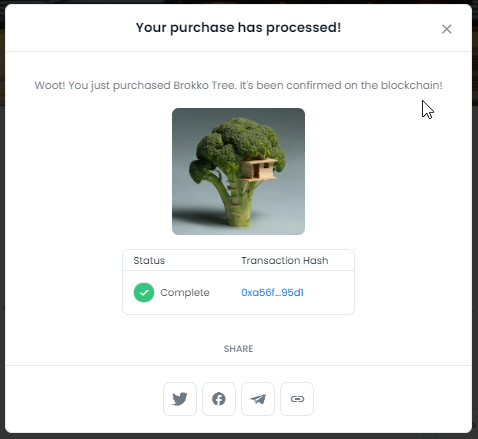 Your purchase has processed!
Woot! You just purchased Brokko Tree. It's been confirmed on the blockchain!
Status Transaction Hash
Complete 0xa56f...95d1
SHARE